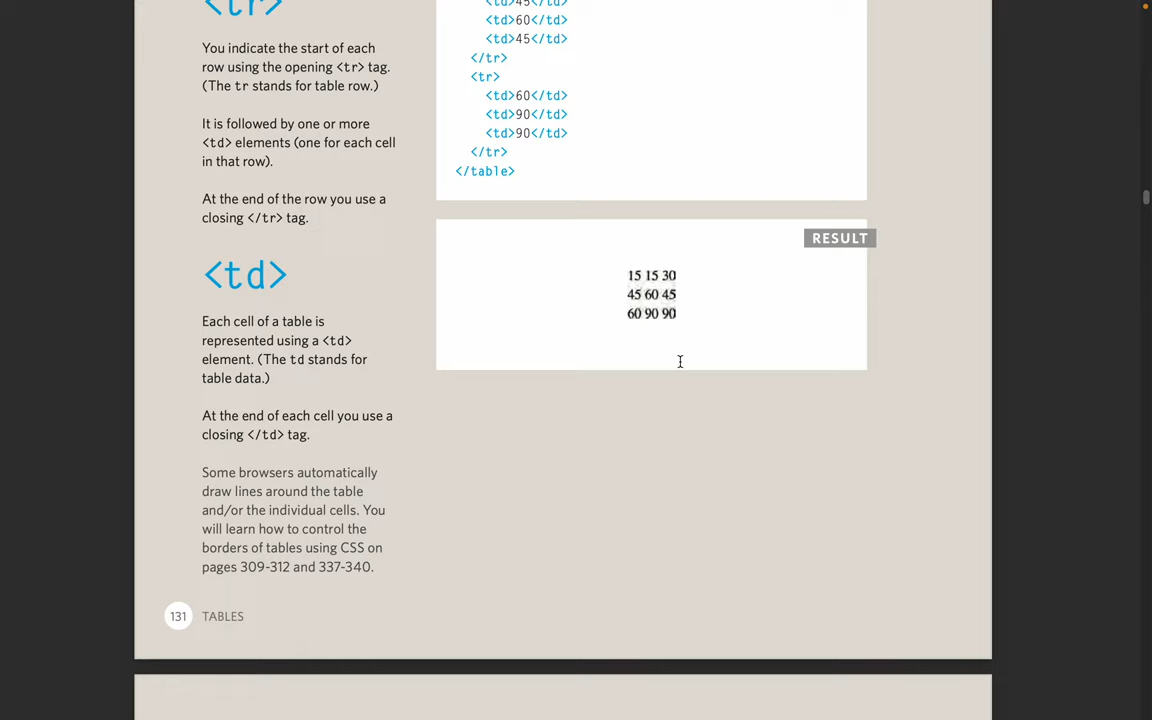 <tr>
You indicate the start of each
row using the opening <tr> tag.
(The tr stands for table row.)
It is followed by one or more
<td> elements (one for each cell
in that row).
At the end of the row you use a
closing </tr> tag.
<td>
Each cell of a table is
represented using a <td>
element. (The td stands for
table data.)
At the end of each cell you use a
closing </td> tag.
Some browsers automatically
draw lines around the table
and/or the individual cells. You
will learn how to control the
borders of tables using CSS on
pages 309-312 and 337-340.
<td>45</td>
<td>60</td>
<td>45</td>
</tr>
<tr>
<td>60</td>
<td>90</td>
<td>90</td>
</tr>
</table>
RESULT
15 15 30
45 60 45
60 90 90
131 TABLES